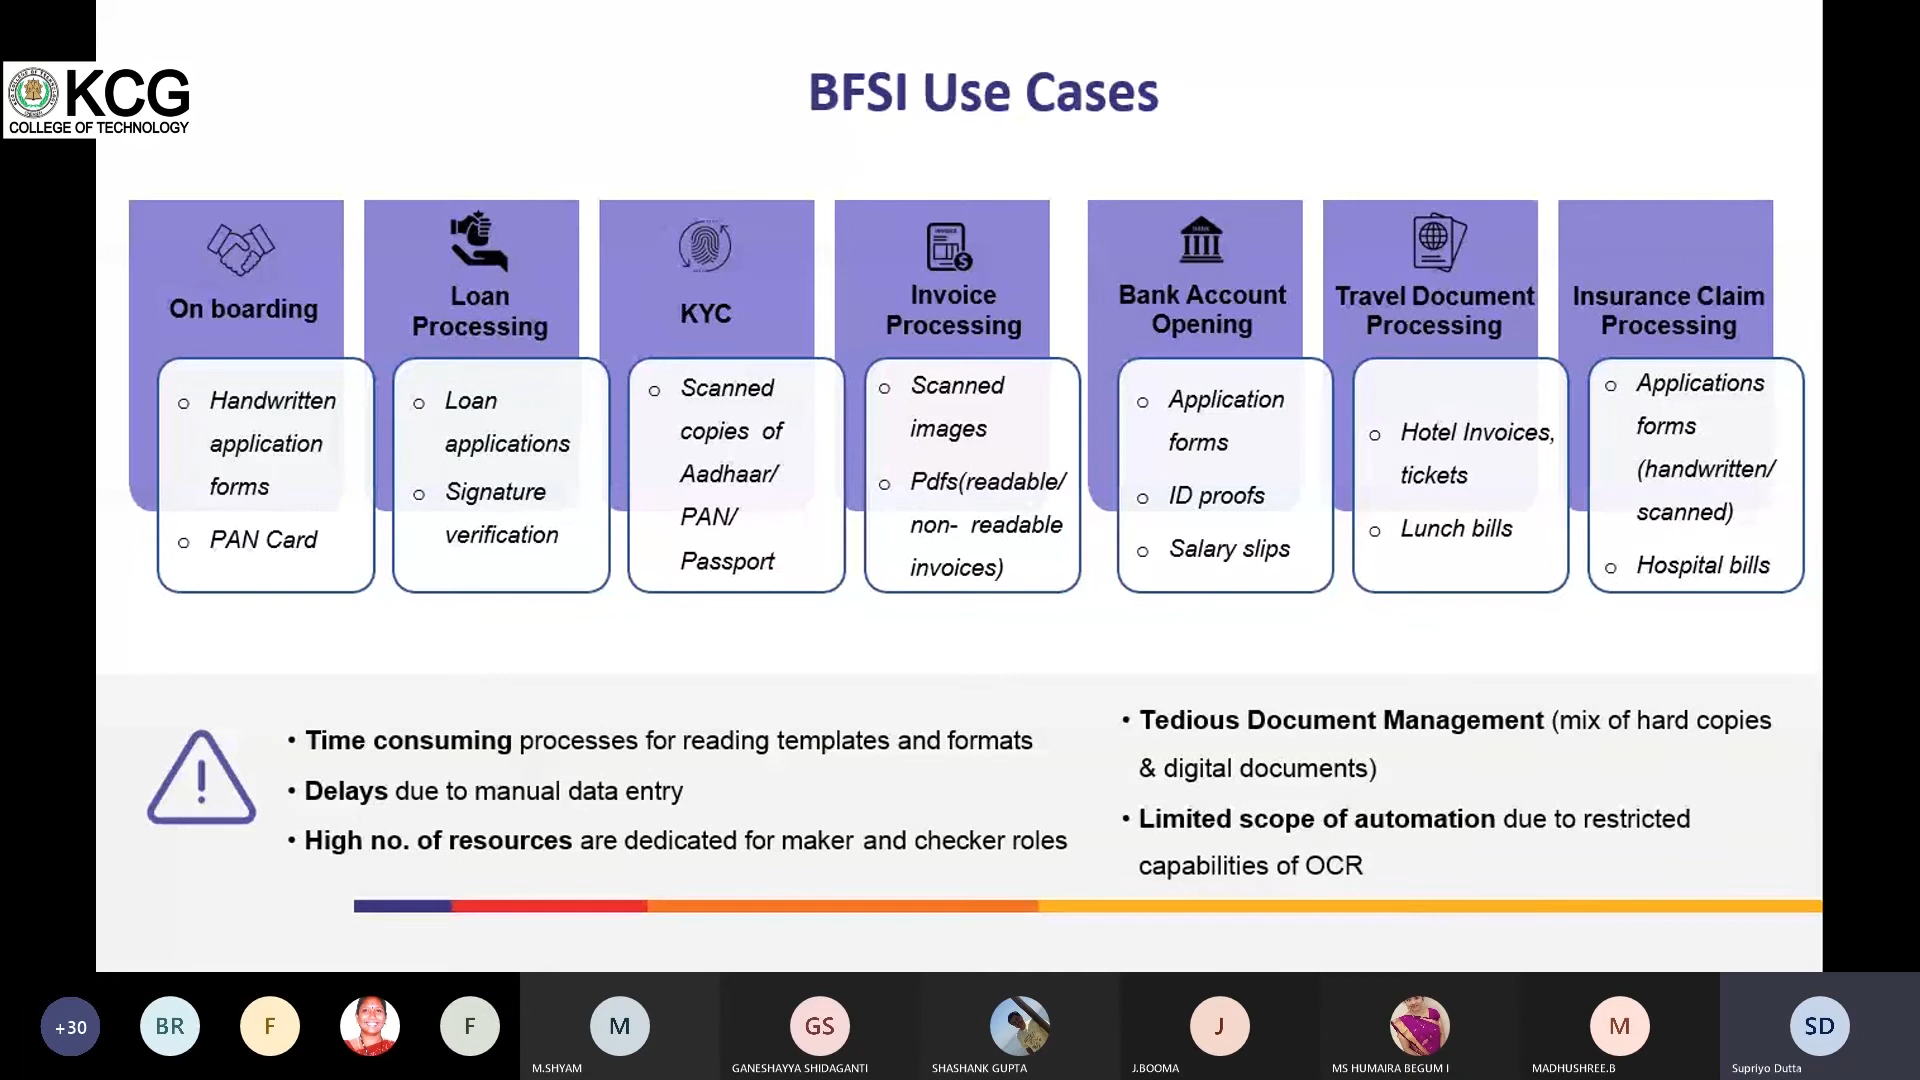 KCG
COLLEGE OF TECHNOLOGY
BFSI Use Cases
On boarding
Handwritten
application
forms
PAN Card
Loan
Processing
Loan
applications
Signature
verification
KYC
Scanned
copies of
Aadhaar/
PAN/
Passport
Invoice
Processing
Scanned
images
Pdfs(readable/
non- readable
invoices)
Bank Account
Opening
Application
forms
ID proofs
Salary slips
Travel Document
Processing
Hotel Invoices,
tickets
Lunch bills
Insurance Claim
Processing
Applications
forms
(handwritten/
scanned)
Hospital bills
• Time consuming processes for reading templates and formats
• Delays due to manual data entry
• High no. of resources are dedicated for maker and checker roles
• Tedious Document Management (mix of hard copies
& digital documents)
• Limited scope of automation due to restricted
capabilities of OCR
+30
BR
F
F
M
M.SHYAM
GS
GANESHAYYA SHIDAGANTI
SHASHANK GUPTA
J
J.BOOMA
MS HUMAIRA BEGUM I
M
MADHUSHREE.B
SD
Supriyo Dutta